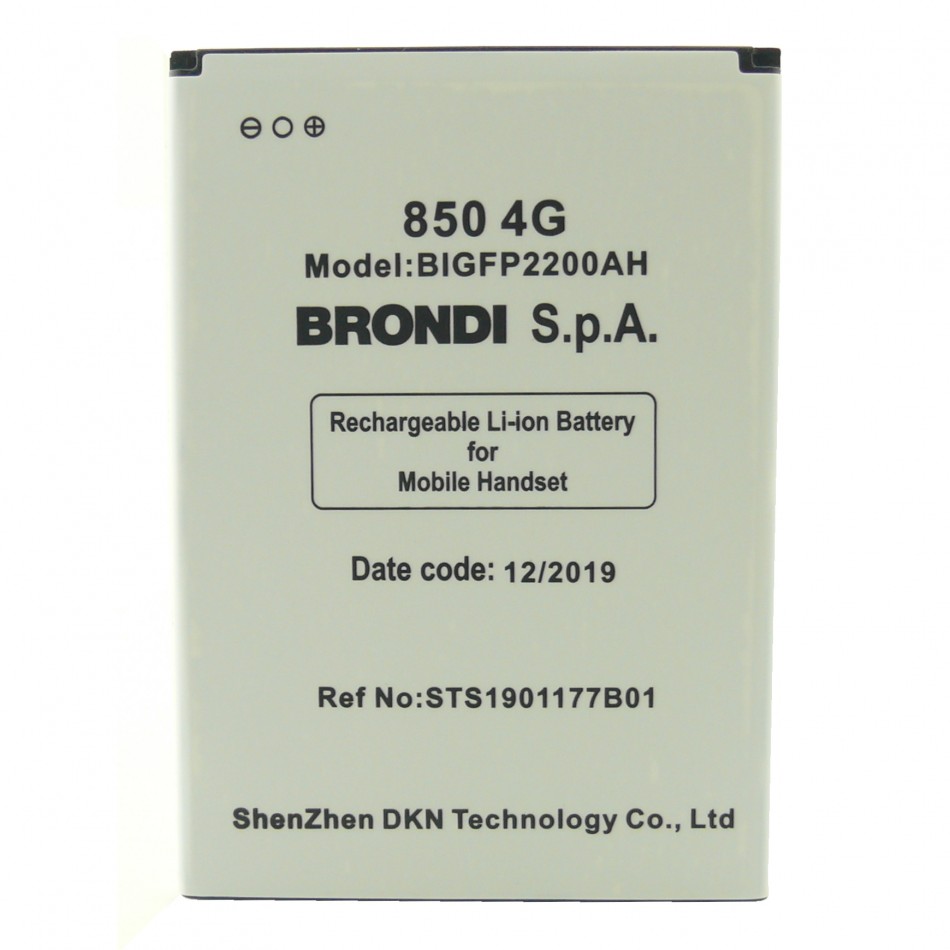 850 4G
Model:BIGFP2200AH
BRONDI S.p.A.
Rechargeable Li-ion Battery
for
Mobile Handset
Date code: 12/2019
Ref No:STS1901177B01
ShenZhen DKN Technology Co., Ltd